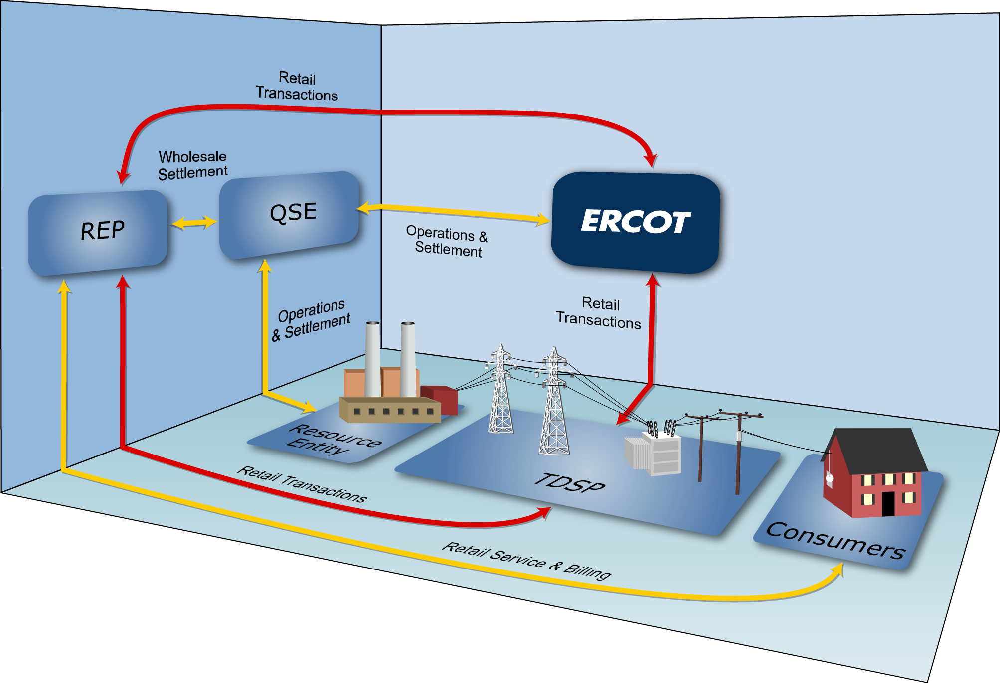 Retail
Transactions
Wholesale
Settlement
REP
QSE
ERCOT
Operations &
Settlement
Operations
& Settlement
Retail
Transactions
Resource
Entity
Retail Transactions
TDSP
Consumers
Retail Service & Billing